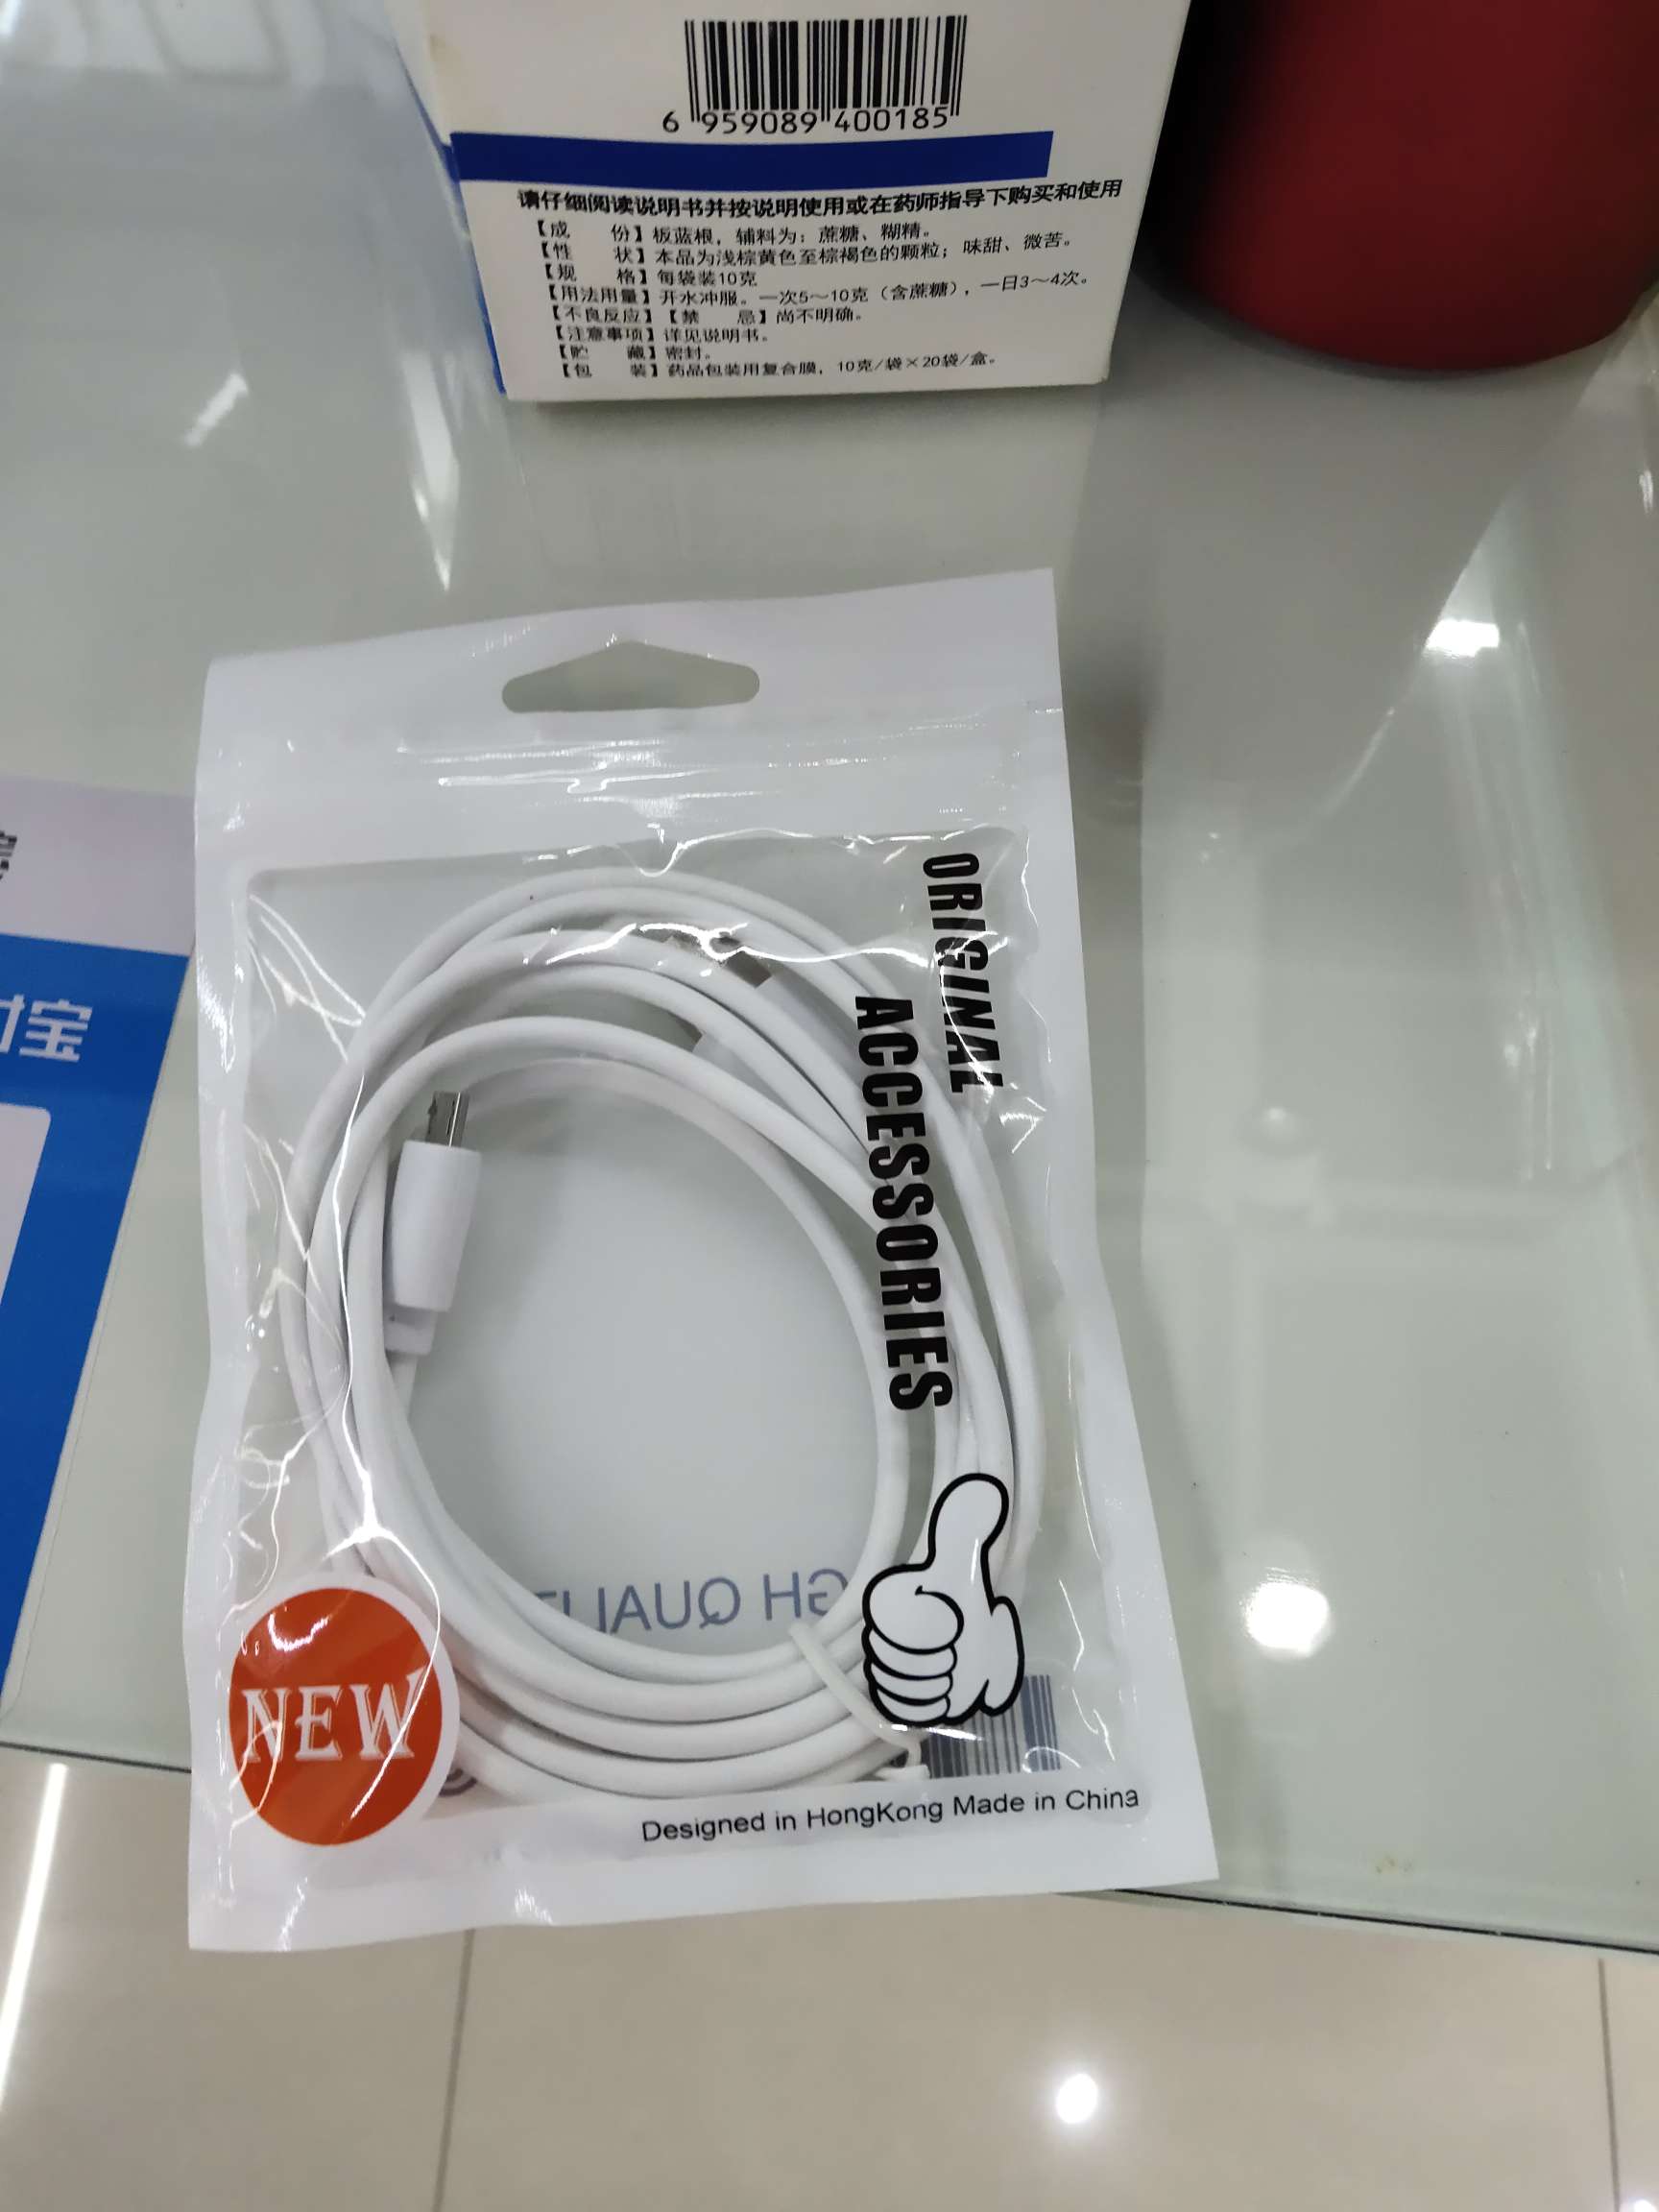 6 959089 400185
请仔细阅读说明书并按说明使用或在药师指导下购买和使用
【成 份】板蓝根，辅料为：蔗糖、糊精。
【性 状】本品为浅棕黄色至棕褐色的颗粒；味甜、微苦。
【规 格】每袋装10克
【用法用量】开水冲服。一次5～10克（含蔗糖），一日3～4次。
【不良反应】【禁 忌】尚不明确。
【注意事项】详见说明书。
【贮 藏】密封。
【包 装】药品包装用复合膜，10克/袋×20袋/盒。
付宝
ORIGINAL
ACCESSORIES
GH QUALIT
NEW
Designed in HongKong Made in China